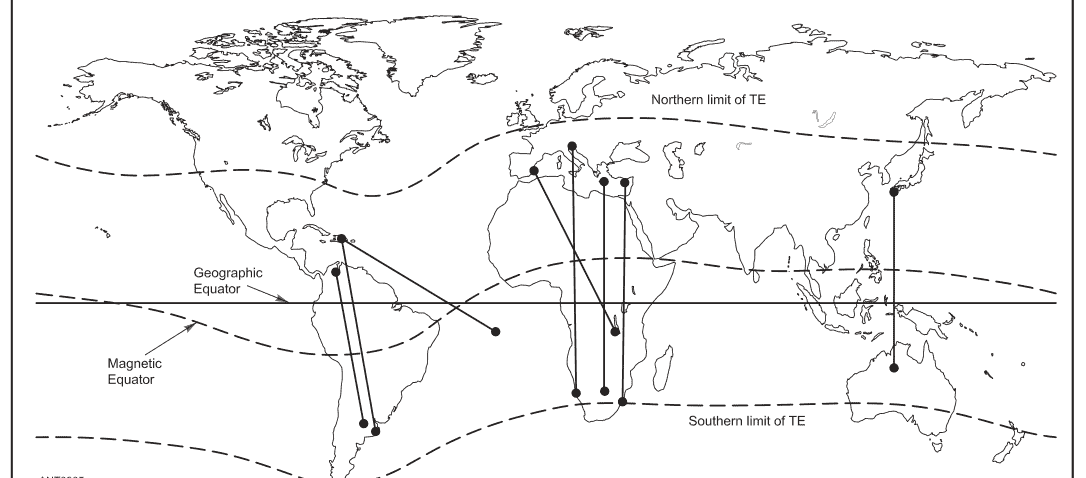 Northern limit of TE
Geographic
Equator
Magnetic
Equator
Southern limit of TE